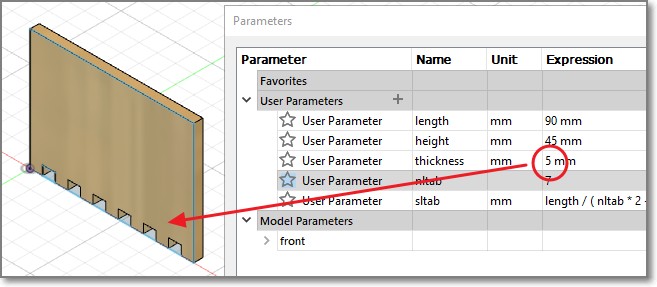 Parameters
Parameter Name Unit Expression
Favorites
User Parameters +
User Parameter length mm 90 mm
User Parameter height mm 45 mm
User Parameter thickness mm 5 mm
User Parameter nltab 7
User Parameter sltab mm length / ( nltab * 2 -
Model Parameters
front